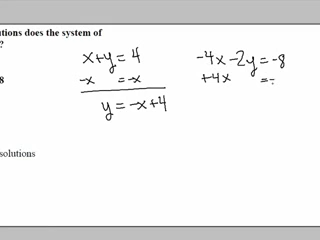 utions does the system of
?
x+y=4
-x =-x
y=-x+4
8
-4x-2y=-8
+4x =
solutions